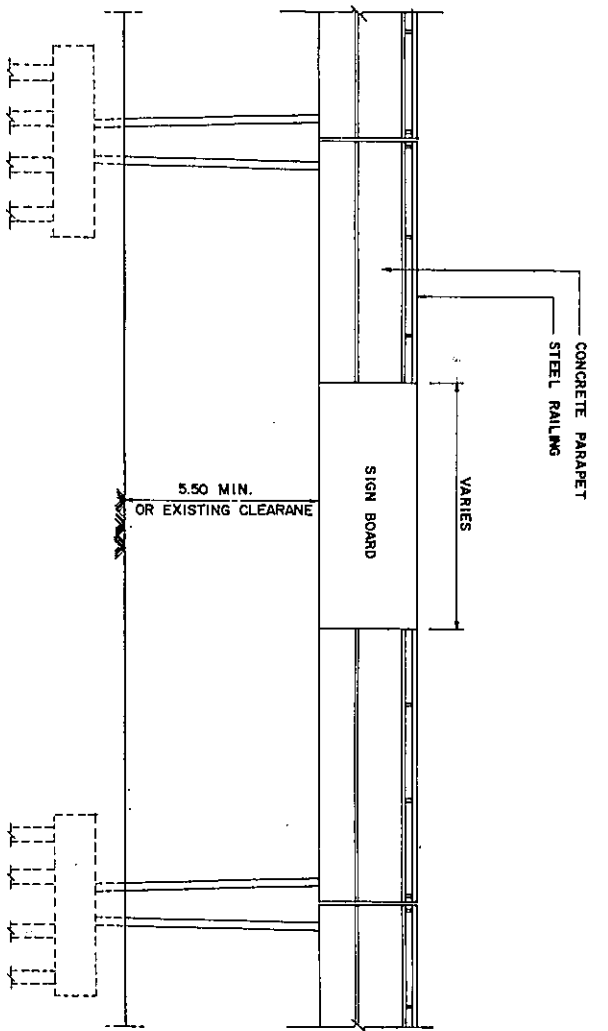 CONCRETE PARAPET
STEEL RAILING
VARIES
SIGN BOARD
5.50 MIN.
OR EXISTING CLEARANE